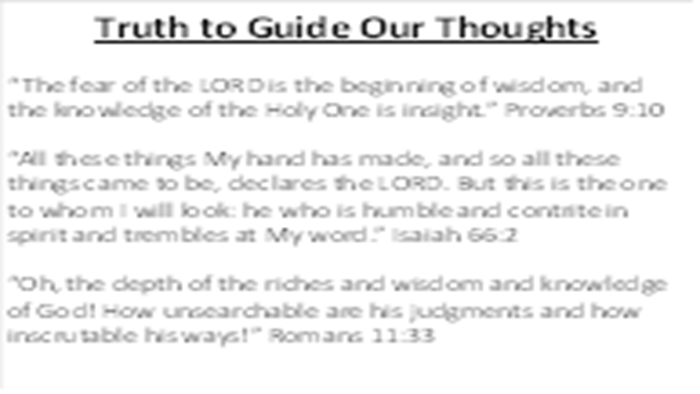 Truth to Guide Our Thoughts
"The fear of the LORD is the beginning of wisdom, and
the knowledge of the Holy One is insight." Proverbs 9:10
"All these things My hand has made, and so all these
things came to be, declares the LORD. But this is the one
to whom I will look: he who is humble and contrite in
spirit and trembles at My word." Isaiah 66:2
"Oh, the depth of the riches and wisdom and knowledge
of God! How unsearchable are his judgments and how
inscrutable his ways!" Romans 11:33